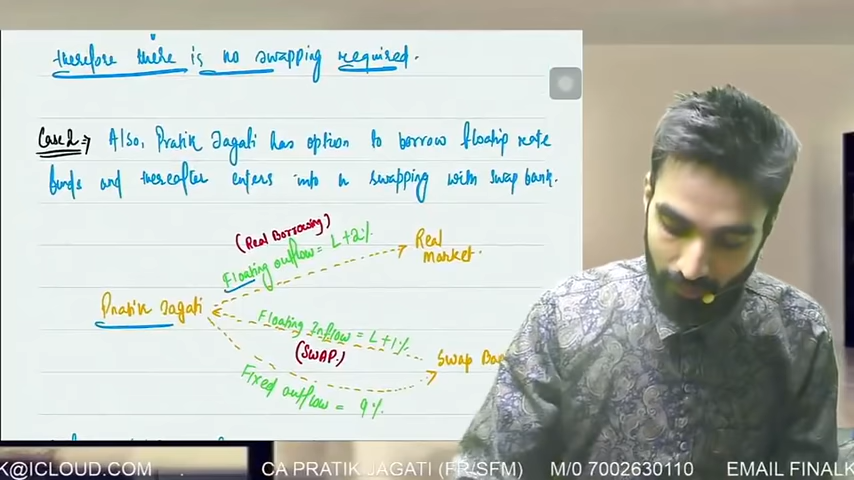 therefore there is no swapping required.
Case 2 ⇒ Also, Pratik Jagati has option to borrow floating rate
funds and thereafter enters into a swapping with swap bank.
(Real Borrowing)
Floating outflow = L+2%
Real
market.
Pratik Jagati
Floating Inflow = L+1%
(SWAP)
Swap
Fixed outflow = 9%
K@ICLOUD.COM . CA PRATIK JAGATI (FR/SFM) M/0 7002630110 EMAIL FINALK